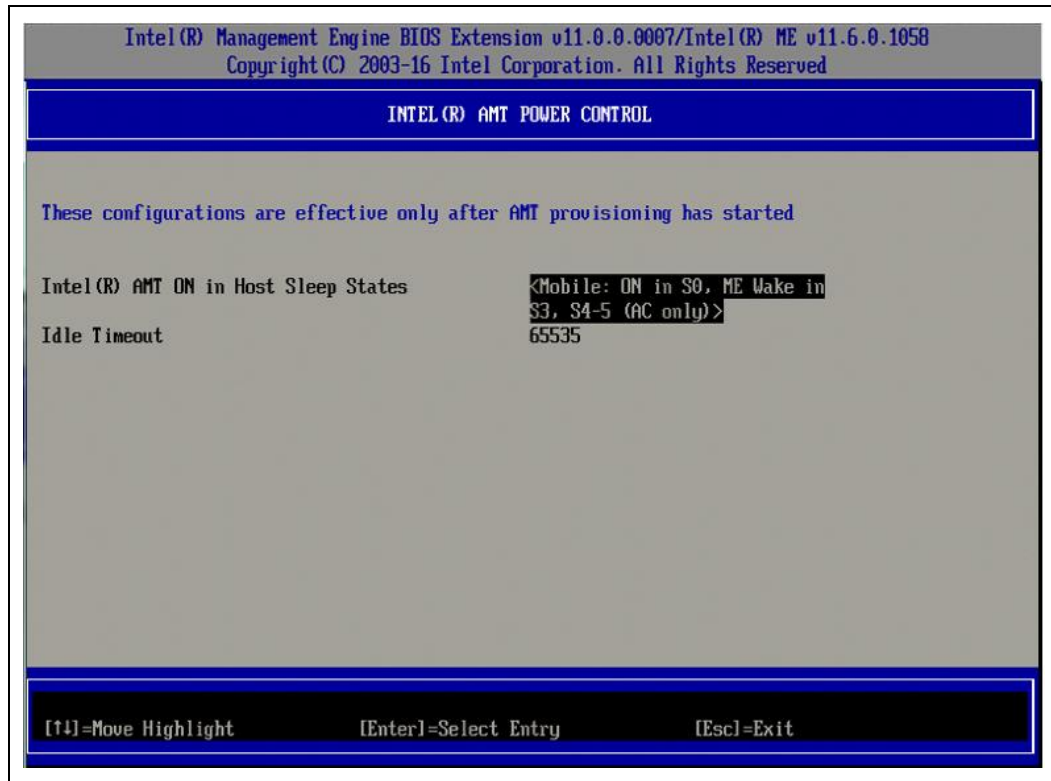 Intel(R) Management Engine BIOS Extension v11.0.0.0007/Intel(R) ME v11.6.0.1058
Copyright(C) 2003-16 Intel Corporation. All Rights Reserved
INTEL(R) AMT POWER CONTROL
These configurations are effective only after AMT provisioning has started
Intel(R) AMT ON in Host Sleep States <Mobile: ON in S0, ME Wake in
S3, S4-5 (AC only)>
Idle Timeout 65535
[↑↓]=Move Highlight [Enter]=Select Entry [Esc]=Exit